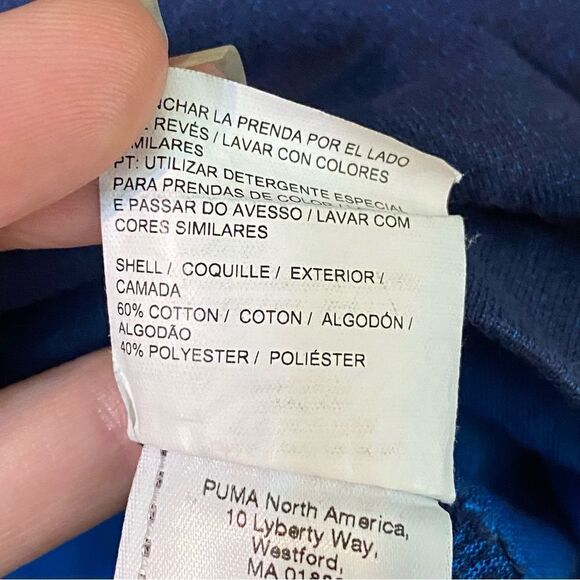 LA PRENDA POR EL LADO
REVÉS / LAVAR CON COLORES
PT: UTILIZAR DETERGENTE ESPECIAL
PARA PRENDAS DE COLOR
E PASSAR DO AVESSO / LAVAR COM
CORES SIMILARES
SHELL / COQUILLE / EXTERIOR /
CAMADA
60% COTTON / COTON / ALGODÓN /
ALGODÃO
40% POLYESTER / POLIÉSTER
PUMA North America,
10 Lyberty Way,
Westford,
MA